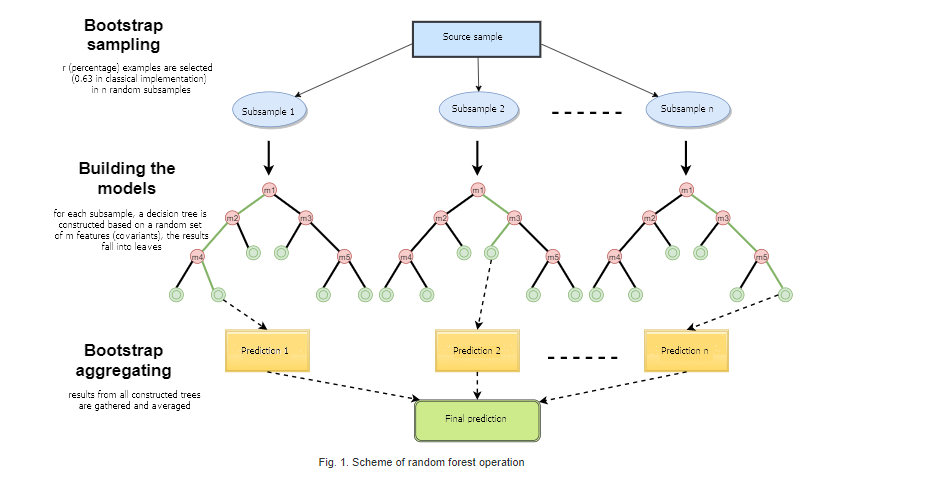 Bootstrap
sampling
r (percentage) examples are selected
(0.63 in classical implementation)
in n random subsamples
Source sample
Subsample 1
Subsample 2
Subsample n
Building the
models
for each subsample, a decision tree is
constructed based on a random set
of m features (covariants), the results
fall into leaves
m1
m2
m3
m4
m5
m1
m2
m3
m4
m5
m1
m2
m3
m4
m5
Bootstrap
aggregating
results from all constructed trees
are gathered and averaged
Prediction 1
Prediction 2
Prediction n
Final prediction
Fig. 1. Scheme of random forest operation